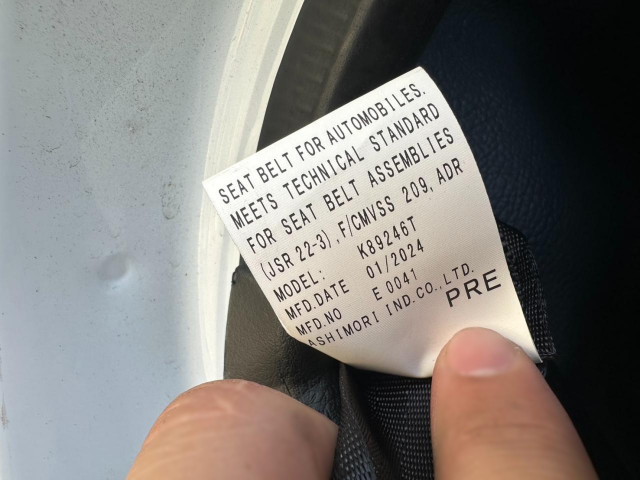 SEAT BELT FOR AUTOMOBILES.
MEETS TECHNICAL STANDARD
FOR SEAT BELT ASSEMBLIES
(JSR 22-3), F/CMVSS 209, ADR
MODEL: K89246T
MFD.DATE 01/2024
MFD.NO E 0041
ASHIMORI IND.CO.,LTD.
PRE